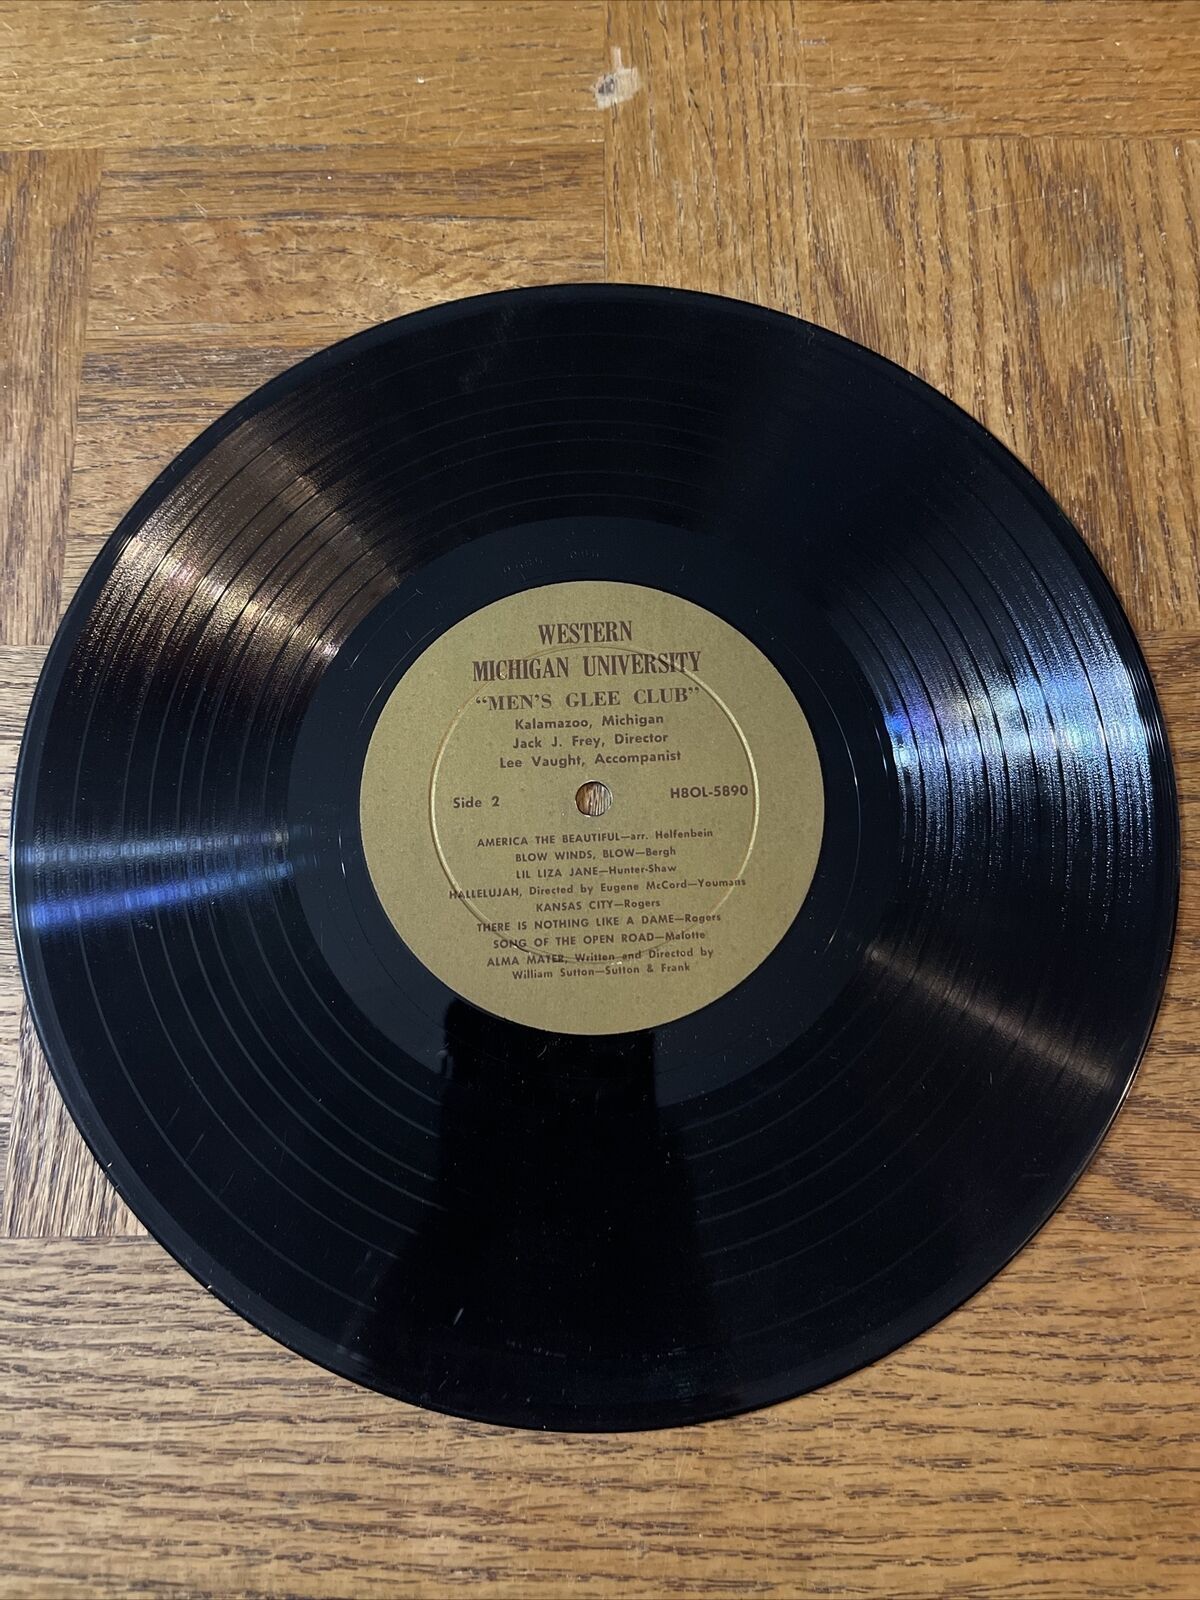 WESTERN
MICHIGAN UNIVERSITY
"MEN'S GLEE CLUB"
Kalamazoo, Michigan
Jack J. Frey, Director
Lee Vaught, Accompanist
Side 2
H8OL-5890
AMERICA THE BEAUTIFUL—arr. Helfenbein
BLOW WINDS, BLOW—Bergh
LIL LIZA JANE—Hunter-Shaw
HALLELUJAH, Directed by Eugene McCord—Youmans
KANSAS CITY—Rogers
THERE IS NOTHING LIKE A DAME—Rogers
SONG OF THE OPEN ROAD—Malotte
ALMA MATER, Written and Directed by
William Sutton—Sutton & Frank